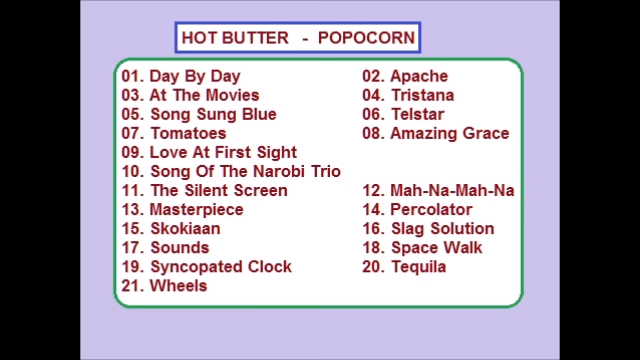 HOT BUTTER - POPOCORN
01. Day By Day 02. Apache
03. At The Movies 04. Tristana
05. Song Sung Blue 06. Telstar
07. Tomatoes 08. Amazing Grace
09. Love At First Sight
10. Song Of The Narobi Trio
11. The Silent Screen 12. Mah-Na-Mah-Na
13. Masterpiece 14. Percolator
15. Skokiaan 16. Slag Solution
17. Sounds 18. Space Walk
19. Syncopated Clock 20. Tequila
21. Wheels